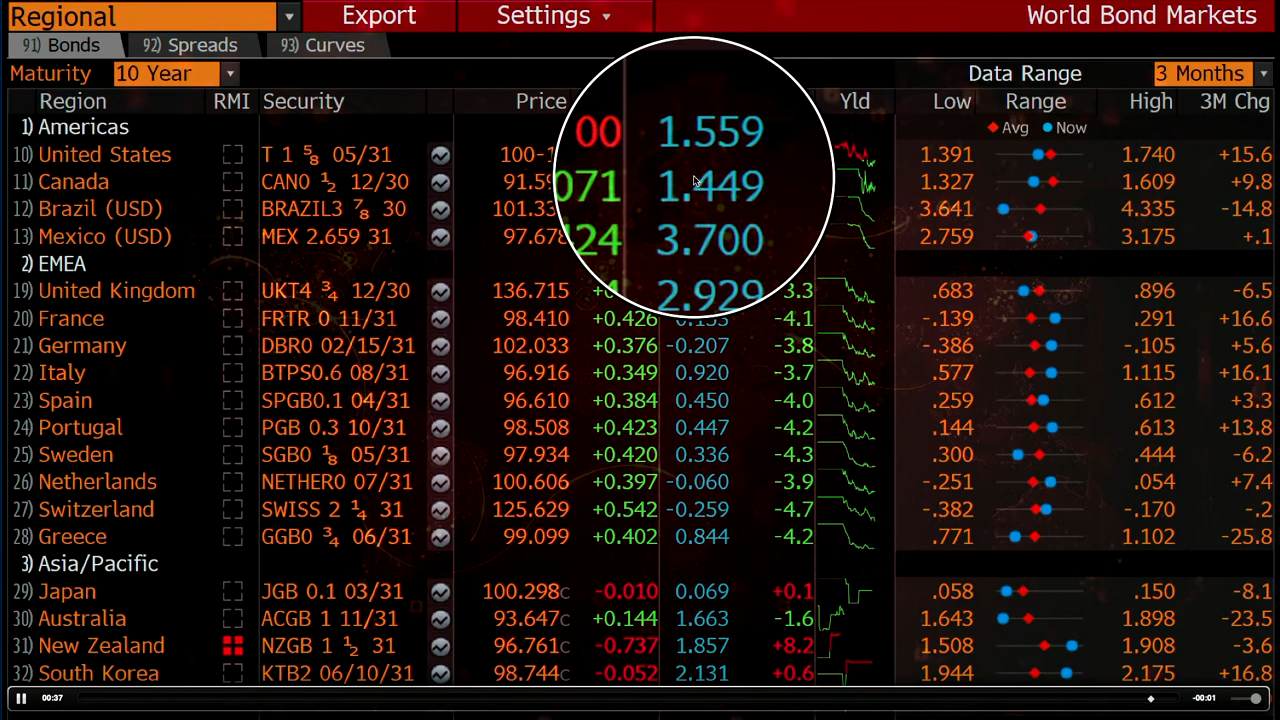 Regional Export Settings World Bond Markets
91) Bonds 92) Spreads 93) Curves
Maturity 10 Year Data Range 3 Months
Region RMI Security Price Yld Low Range High 3M Chg
1) Americas Avg Now
10) United States T 1 ⅝ 05/31 100-1 00 1.559 1.391 1.740 +15.6
11) Canada CAN0 ½ 12/30 91.5 071 1.449 1.327 1.609 +9.8
12) Brazil (USD) BRAZIL3 ⅞ 30 101.33 24 3.700 3.641 4.335 -14.8
13) Mexico (USD) MEX 2.659 31 97.678 2.929 2.759 3.175 +.1
2) EMEA
19) United Kingdom UKT4 ¾ 12/30 136.715 3.3 .683 .896 -6.5
20) France FRTR 0 11/31 98.410 +0.426 0.153 -4.1 -.139 .291 +16.6
21) Germany DBR0 02/15/31 102.033 +0.376 -0.207 -3.8 -.386 -.105 +5.6
22) Italy BTPS0.6 08/31 96.916 +0.349 0.920 -3.7 .577 1.115 +16.1
23) Spain SPGB0.1 04/31 96.610 +0.384 0.450 -4.0 .259 .612 +3.3
24) Portugal PGB 0.3 10/31 98.508 +0.423 0.447 -4.2 .144 .613 +13.8
25) Sweden SGB0 ⅛ 05/31 97.934 +0.420 0.336 -4.3 .300 .444 -6.2
26) Netherlands NETHER0 07/31 100.606 +0.397 -0.060 -3.9 -.251 .054 +7.4
27) Switzerland SWISS 2 ¼ 31 125.629 +0.542 -0.259 -4.7 -.382 -.170 -.2
28) Greece GGB0 ¾ 06/31 99.099 +0.402 0.844 -4.2 .771 1.102 -25.8
3) Asia/Pacific
29) Japan JGB 0.1 03/31 100.298C -0.010 0.069 +0.1 .058 .150 -8.1
30) Australia ACGB 1 11/31 93.647C +0.144 1.663 -1.6 1.643 1.898 -23.5
31) New Zealand NZGB 1 ½ 31 96.761C -0.737 1.857 +8.2 1.508 1.908 -3.6
32) South Korea KTB2 06/10/31 98.744C -0.052 2.131 +0.6 1.944 2.175 +16.8
00:37 -00:01